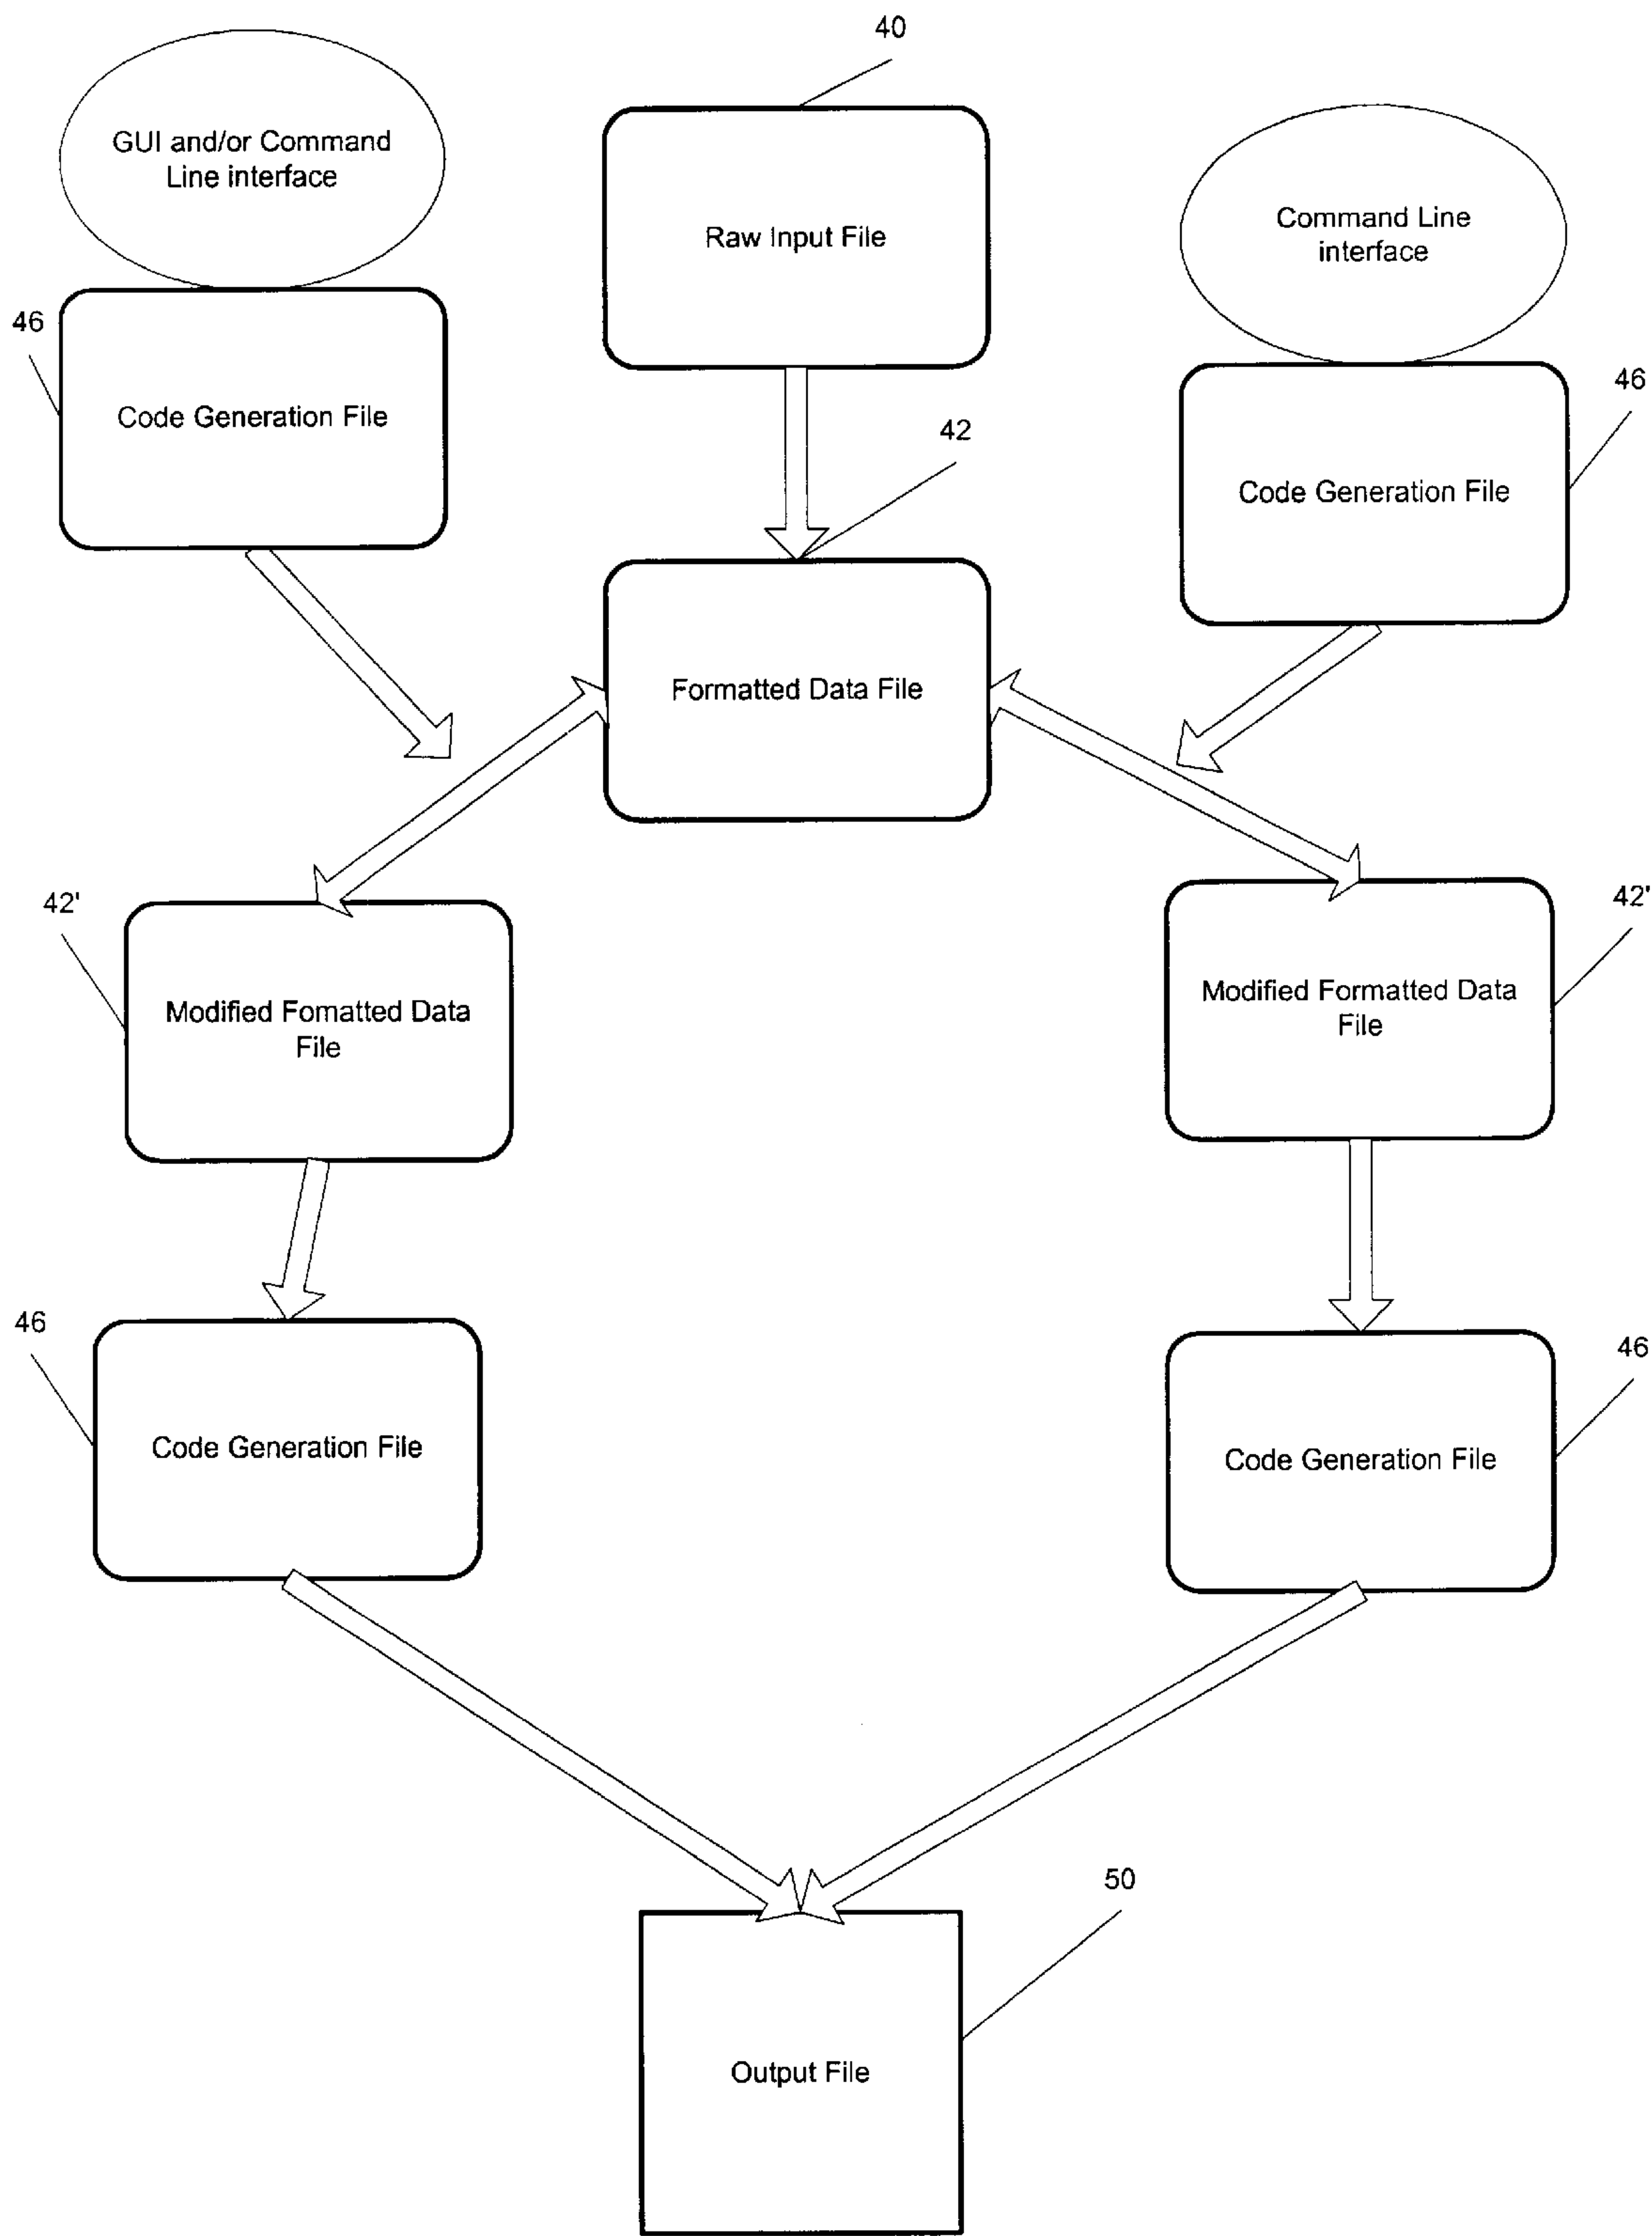 40
GUI and/or Command
Line interface
Raw Input File
Command Line
interface
46
Code Generation File
46
Code Generation File
42
Formatted Data File
42'
Modified Fomatted Data
File
42'
Modified Formatted Data
File
46
Code Generation File
46
Code Generation File
50
Output File